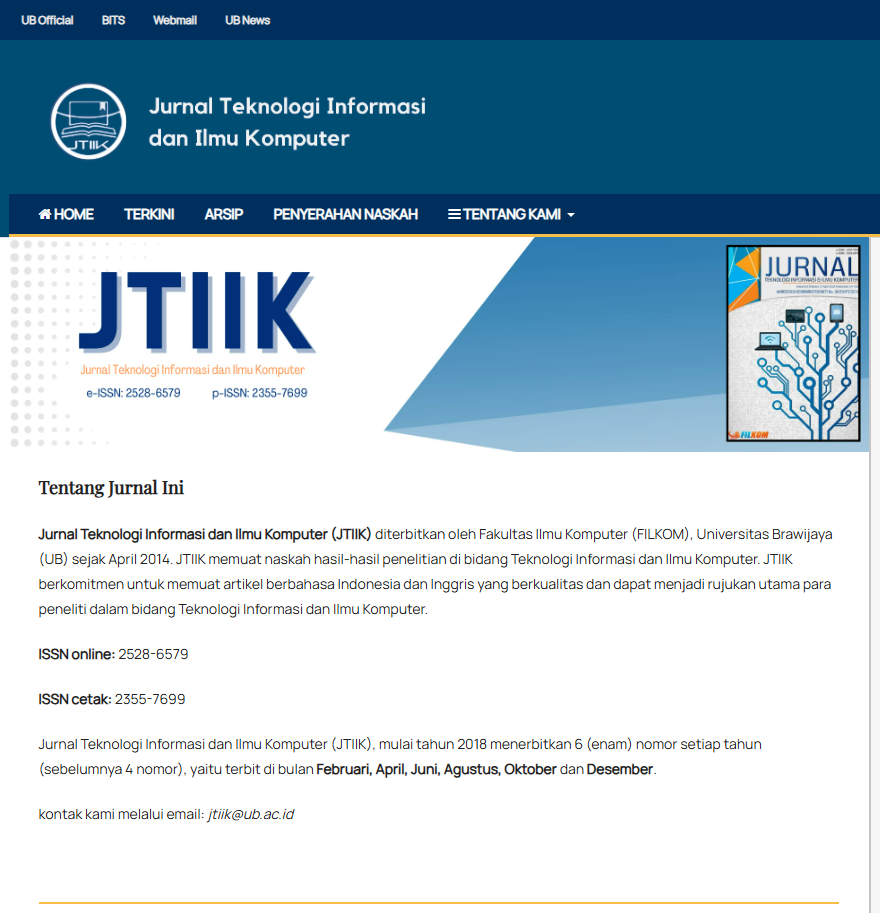 UB Official BITS Webmail UB News
JTIIK
Jurnal Teknologi Informasi
dan Ilmu Komputer
HOME TERKINI ARSIP PENYERAHAN NASKAH TENTANG KAMI
JTIIK
Jurnal Teknologi Informasi dan Ilmu Komputer
e-ISSN: 2528-6579 p-ISSN: 2355-7699
JURNAL
TEKNOLOGI INFORMASI & ILMU KOMPUTER
FILKOM
Tentang Jurnal Ini
Jurnal Teknologi Informasi dan Ilmu Komputer (JTIIK) diterbitkan oleh Fakultas Ilmu Komputer (FILKOM), Universitas Brawijaya
(UB) sejak April 2014. JTIIK memuat naskah hasil-hasil penelitian di bidang Teknologi Informasi dan Ilmu Komputer. JTIIK
berkomitmen untuk memuat artikel berbahasa Indonesia dan Inggris yang berkualitas dan dapat menjadi rujukan utama para
peneliti dalam bidang Teknologi Informasi dan Ilmu Komputer.
ISSN online: 2528-6579
ISSN cetak: 2355-7699
Jurnal Teknologi Informasi dan Ilmu Komputer (JTIIK), mulai tahun 2018 menerbitkan 6 (enam) nomor setiap tahun
(sebelumnya 4 nomor), yaitu terbit di bulan Februari, April, Juni, Agustus, Oktober dan Desember.
kontak kami melalui email: jtiik@ub.ac.id